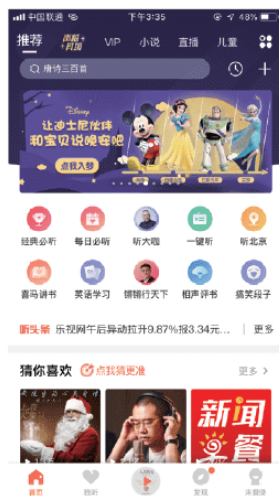 中国联通 下午3:35 48%
推荐 声酷+ VIP 小说 直播 儿童
唐诗三百首
Disney
让迪士尼伙伴
和宝贝说晚安吧
点我入梦
经典必听 每日必听 听大咖 一键听 听北京
喜马讲书 英语学习 锵锵行天下 相声评书 搞笑段子
听头条 乐视网午后异动拉升9.87%报3.34元... 更多
猜你喜欢 点我猜更准 更多
新闻
早餐
首页 我听 发现 未登录